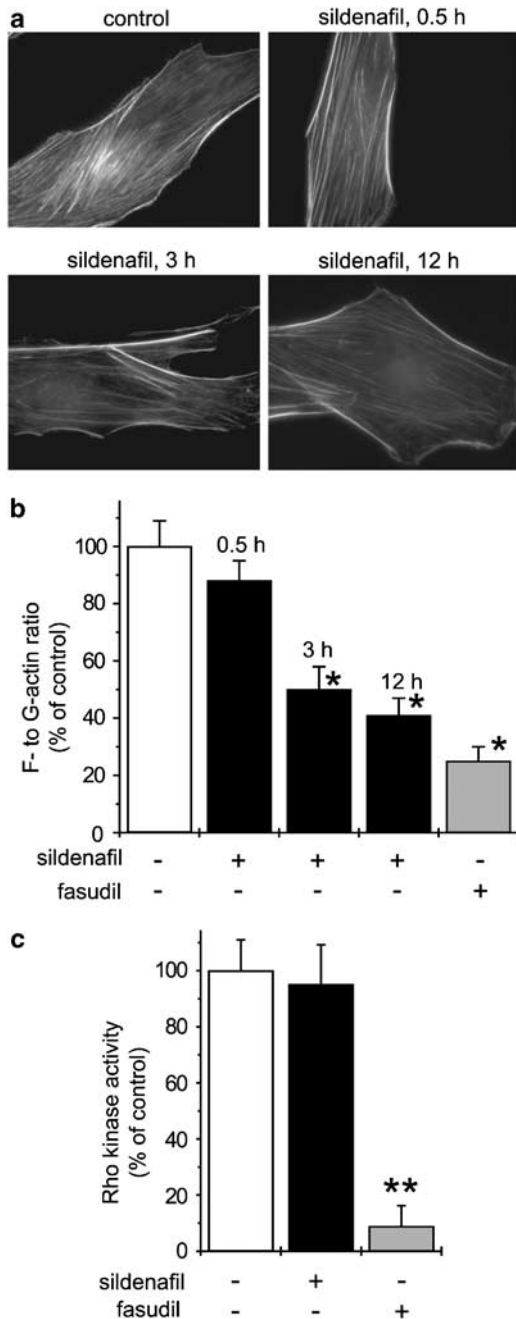 a
control
sildenafil, 0.5 h
sildenafil, 3 h
sildenafil, 12 h
b
F- to G-actin ratio
(% of control)
100
80
60
40
20
0
0.5 h
3 h
*
12 h
*
*
sildenafil - + + + -
fasudil - - - - +
c
Rho kinase activity
(% of control)
100
80
60
40
20
0
**
sildenafil - + -
fasudil - - +